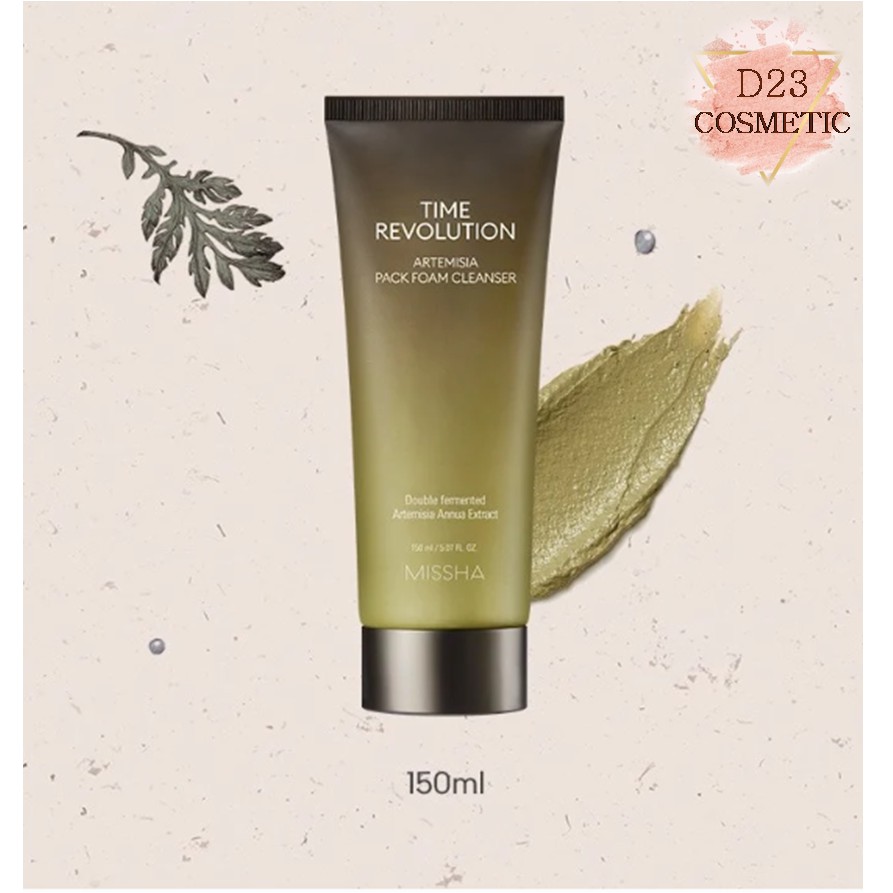 D23
COSMETIC
TIME
REVOLUTION
ARTEMISIA
PACK FOAM CLEANSER
Double fermented
Artemisia Annua Extract
150 ml / 5.07 FL. OZ.
MISSHA
150ml